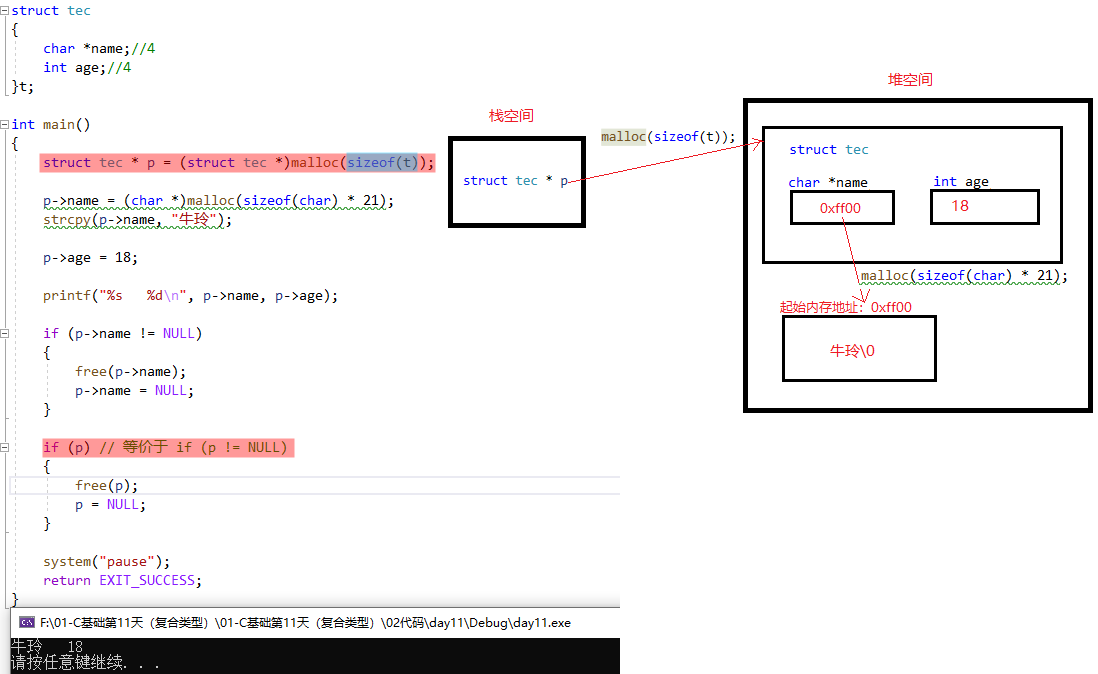 struct tec
{
char *name;//4
int age;//4
}t;
int main()
{
struct tec * p = (struct tec *)malloc(sizeof(t));
p->name = (char *)malloc(sizeof(char) * 21);
strcpy(p->name, "牛玲");
p->age = 18;
printf("%s   %d\n", p->name, p->age);
if (p->name != NULL)
{
free(p->name);
p->name = NULL;
}
if (p) // 等价于 if (p != NULL)
{
free(p);
p = NULL;
}
system("pause");
return EXIT_SUCCESS;
}
栈空间
struct tec * p
malloc(sizeof(t));
堆空间
struct tec
char *name
int age
0xff00
18
malloc(sizeof(char) * 21);
起始内存地址：0xff00
牛玲\0
F:\01-C基础第11天（复合类型）\01-C基础第11天（复合类型）\02代码\day11\Debug\day11.exe
牛玲   18
请按任意键继续. . .